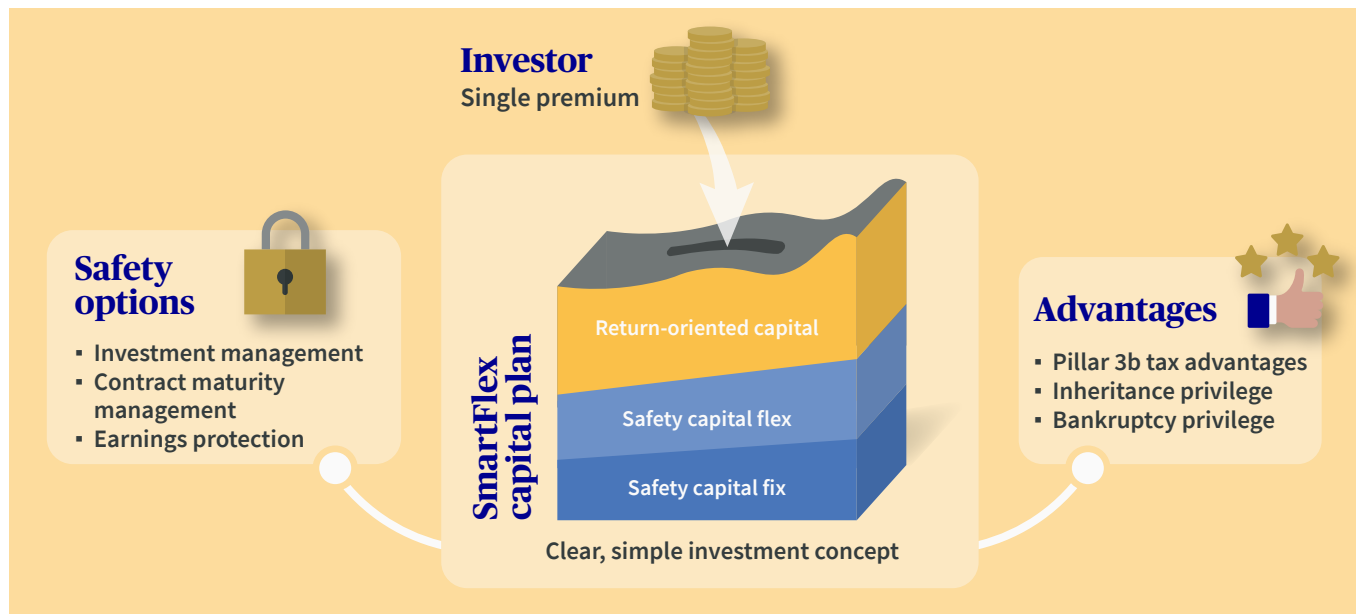 Investor
Single premium
Safety
options
▪ Investment management
▪ Contract maturity
management
▪ Earnings protection
SmartFlex
capital plan
Return-oriented capital
Safety capital flex
Safety capital fix
Clear, simple investment concept
Advantages
▪ Pillar 3b tax advantages
▪ Inheritance privilege
▪ Bankruptcy privilege